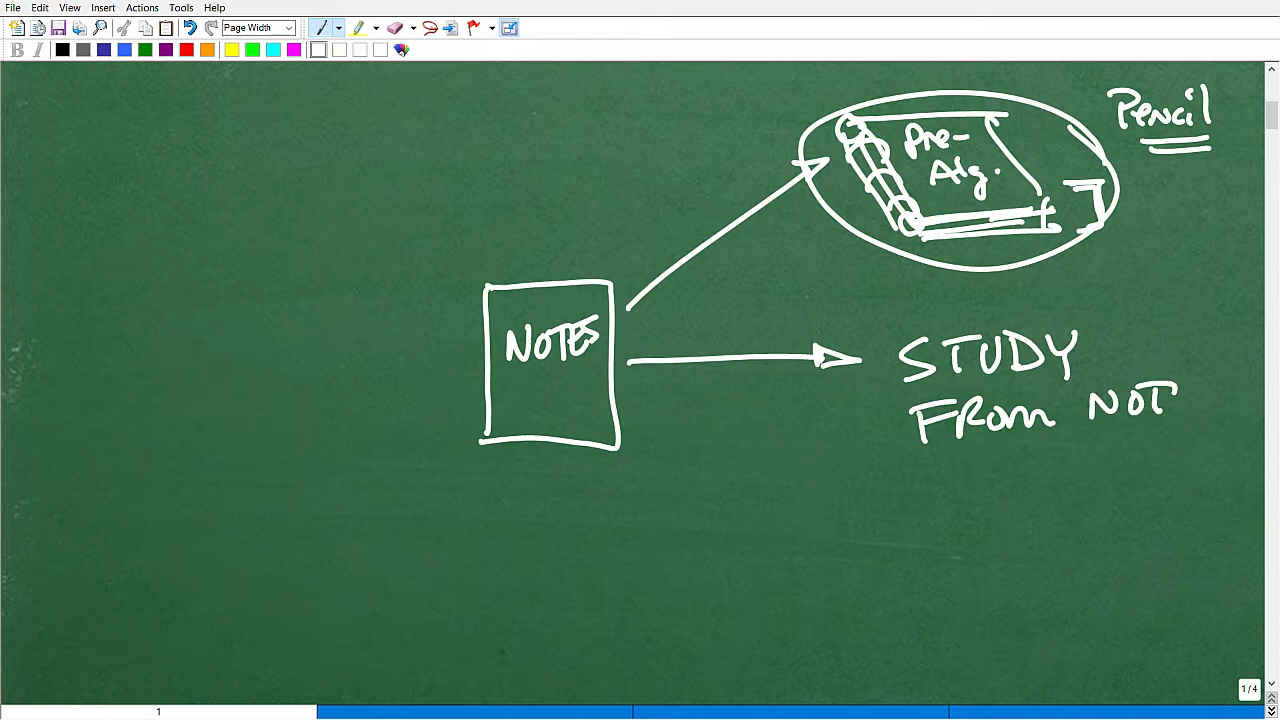 File Edit View Insert Actions Tools Help
Page Width
B I
Pencil
Pre-
Alg.
NOTES
STUDY
FROM NOT
1/4
1